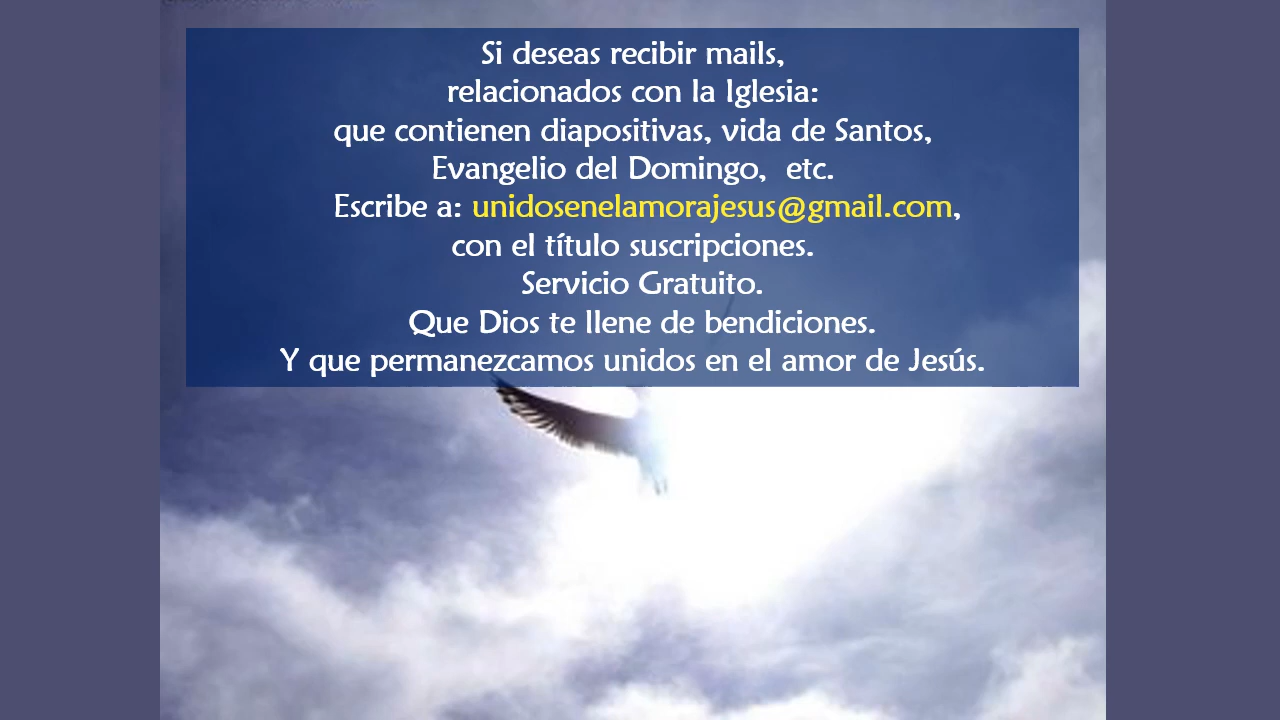 Si deseas recibir mails,
relacionados con la Iglesia:
que contienen diapositivas, vida de Santos,
Evangelio del Domingo, etc.
Escribe a: unidosenelamorajesus@gmail.com,
con el título suscripciones.
Servicio Gratuito.
Que Dios te llene de bendiciones.
Y que permanezcamos unidos en el amor de Jesús.